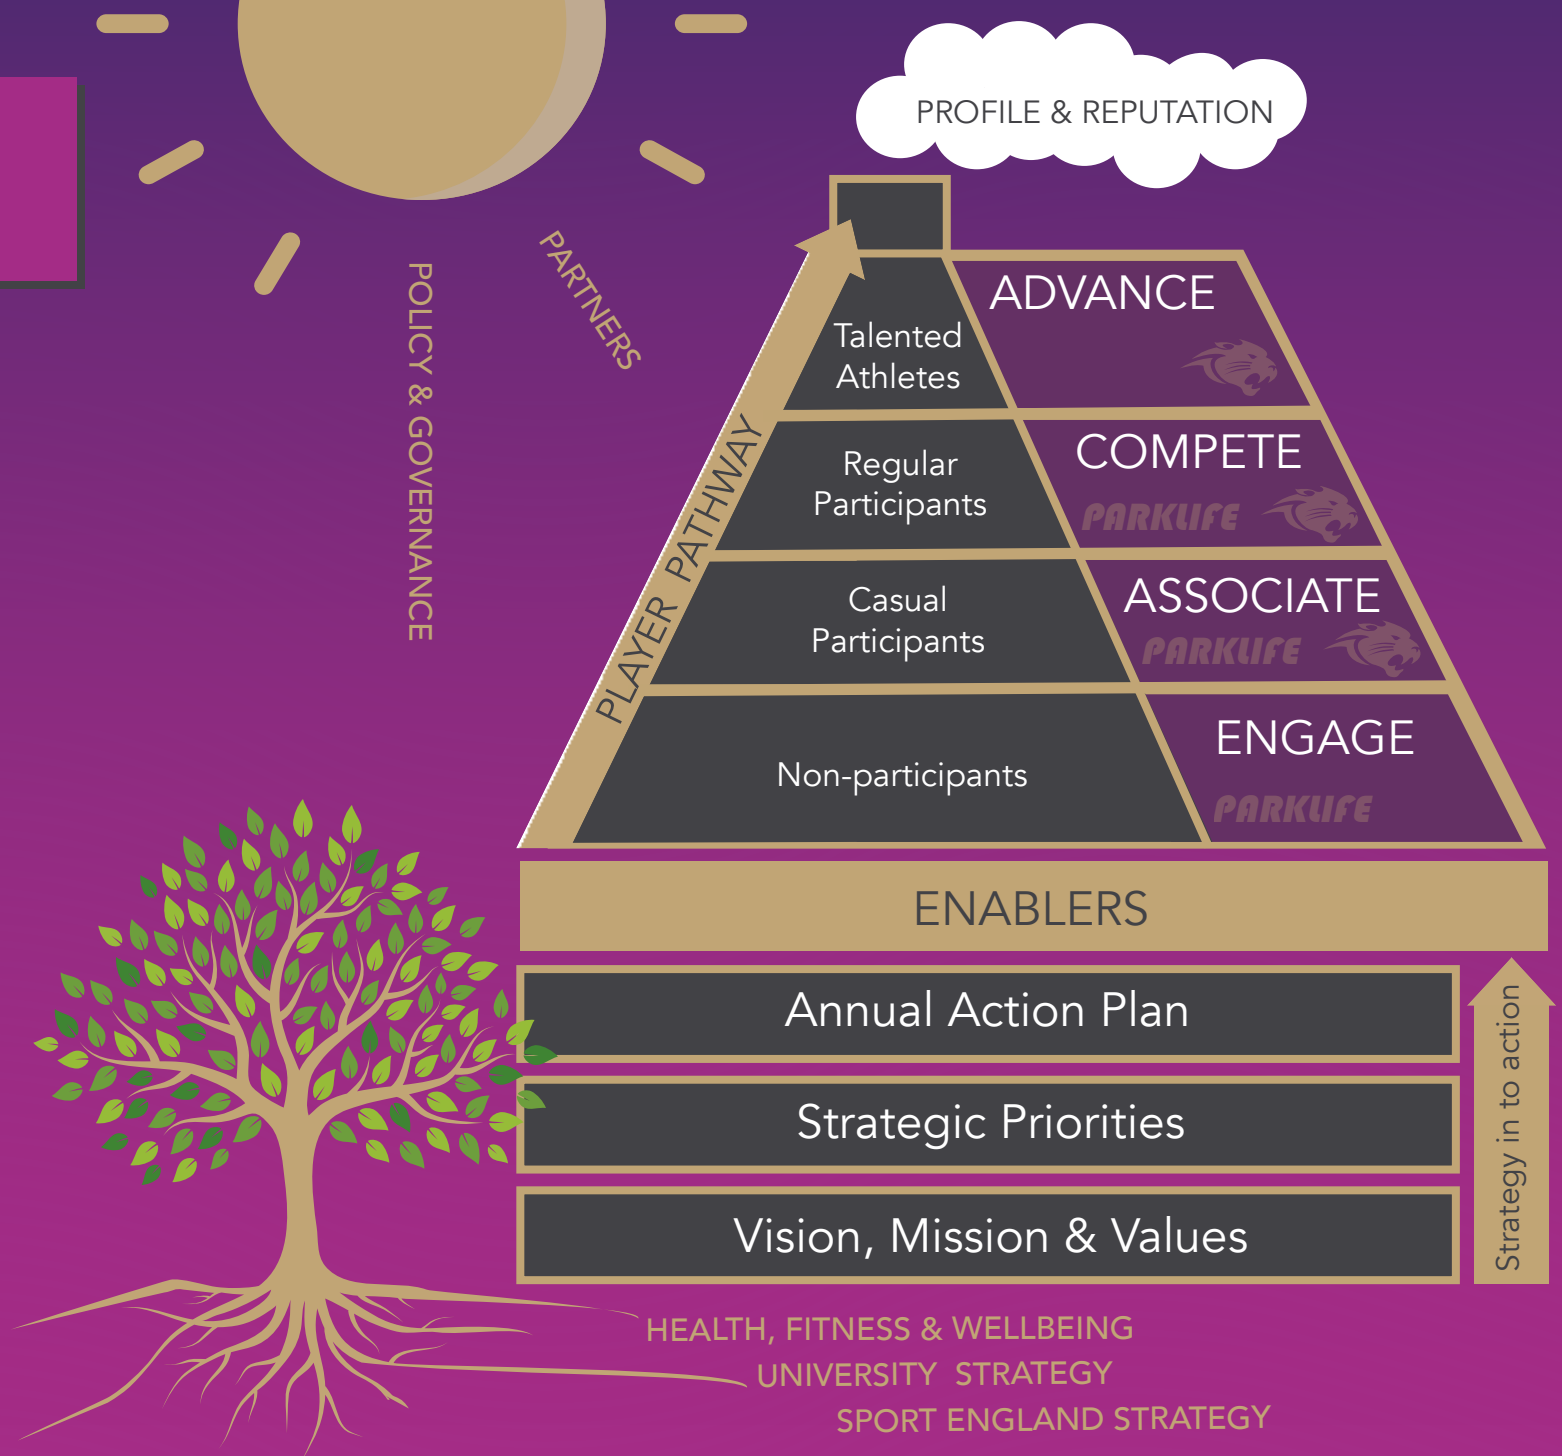 PROFILE & REPUTATION
POLICY & GOVERNANCE
PARTNERS
PLAYER PATHWAY
Talented
Athletes
ADVANCE
Regular
Participants
COMPETE
PARKLIFE
Casual
Participants
ASSOCIATE
PARKLIFE
Non-participants
ENGAGE
PARKLIFE
ENABLERS
Annual Action Plan
Strategic Priorities
Vision, Mission & Values
Strategy in to action
HEALTH, FITNESS & WELLBEING
UNIVERSITY STRATEGY
SPORT ENGLAND STRATEGY